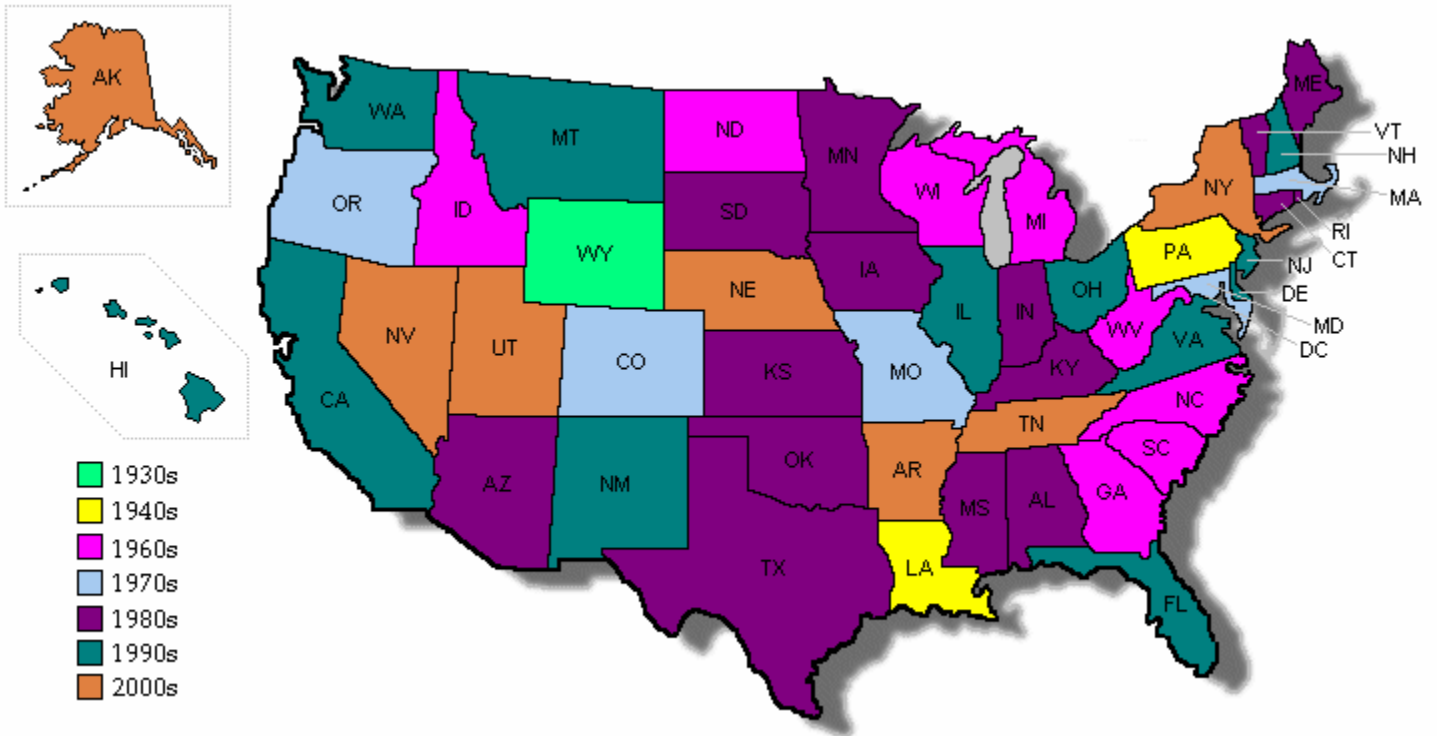 AK
WA
MT
ND
MN
ME
VT
NH
MA
RI
CT
NJ
DE
MD
DC
OR
ID
WY
SD
WI
MI
NY
PA
IA
NE
IL
IN
OH
WV
VA
HI
CA
NV
UT
CO
KS
MO
KY
NC
TN
SC
AZ
NM
OK
AR
MS
AL
GA
TX
LA
FL
1930s
1940s
1960s
1970s
1980s
1990s
2000s